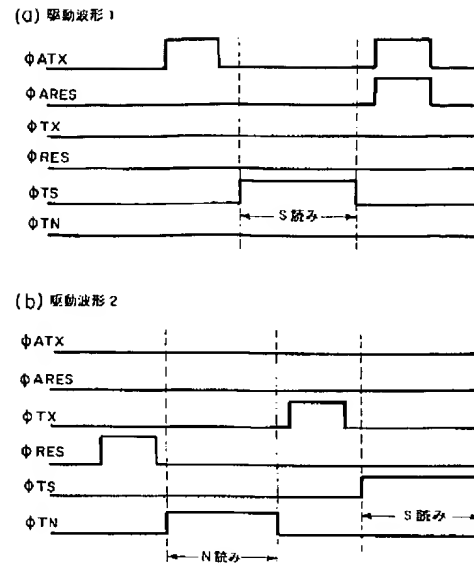 (a) 駆動波形 1
φATX
φARES
φTX
φRES
φTS
S 読み
φTN
(b) 駆動波形 2
φATX
φARES
φTX
φRES
φTS
S 読み
φTN
N 読み